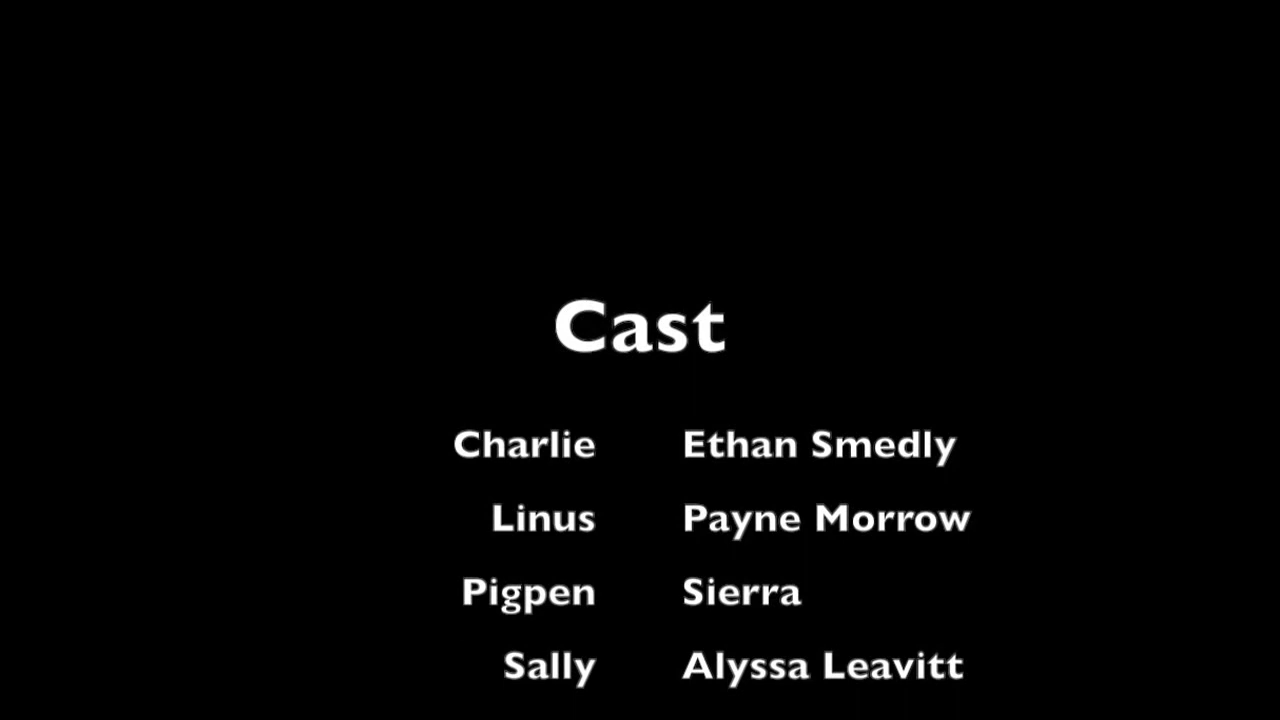 Cast
Charlie Ethan Smedly
Linus Payne Morrow
Pigpen Sierra
Sally Alyssa Leavitt